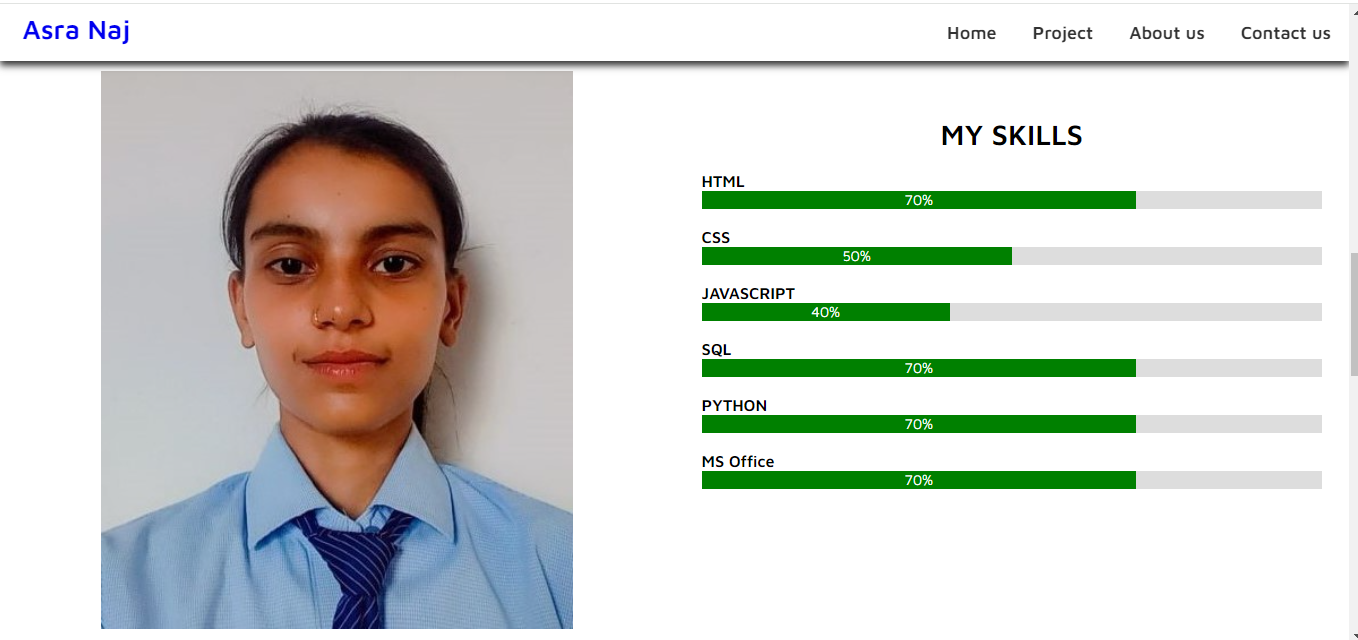 Asra Naj
Home Project About us Contact us
MY SKILLS
HTML
70%
CSS
50%
JAVASCRIPT
40%
SQL
70%
PYTHON
70%
MS Office
70%